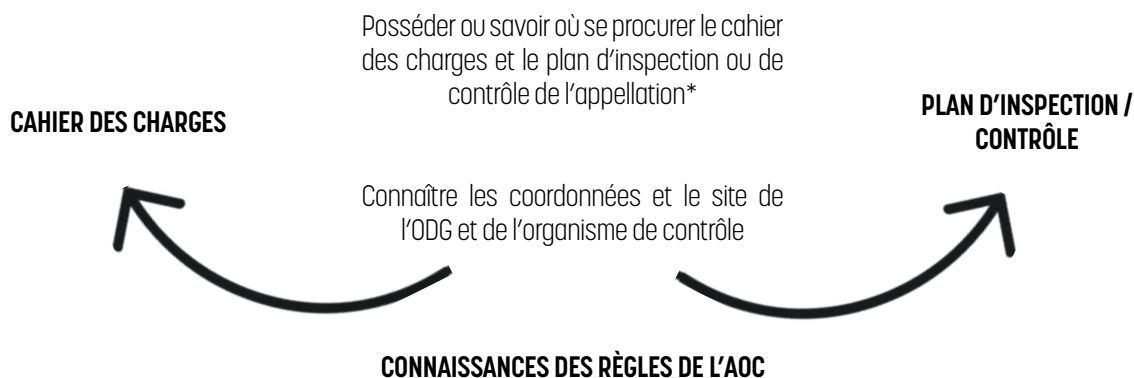 Posséder ou savoir où se procurer le cahier
des charges et le plan d'inspection ou de
contrôle de l'appellation*
CAHIER DES CHARGES
PLAN D'INSPECTION /
CONTRÔLE
Connaître les coordonnées et le site de
l'ODG et de l'organisme de contrôle
CONNAISSANCES DES RÈGLES DE L'AOC